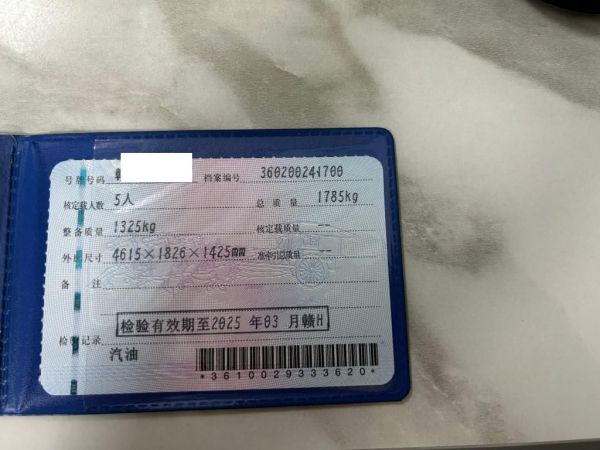 号牌号码 赣 档案编号 360200241700
核定载人数 5人 总质量 1785kg
整备质量 1325kg 核定载质量 --
外廓尺寸 4615×1826×1425mm 准牵引总质量 --
备注
检验有效期至2025年03月赣H
检验记录
汽油
*3610029333620*